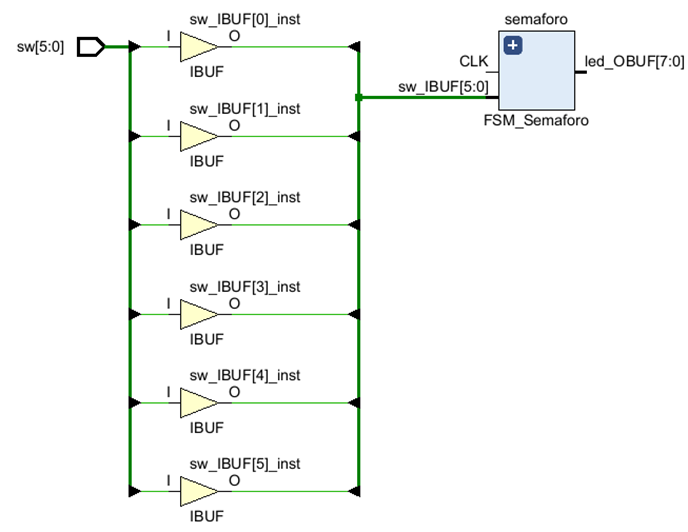 sw[5:0]
sw_IBUF[0]_inst
I
O
IBUF
sw_IBUF[1]_inst
I
O
IBUF
sw_IBUF[2]_inst
I
O
IBUF
sw_IBUF[3]_inst
I
O
IBUF
sw_IBUF[4]_inst
I
O
IBUF
sw_IBUF[5]_inst
I
O
IBUF
semaforo
CLK
sw_IBUF[5:0]
led_OBUF[7:0]
FSM_Semaforo